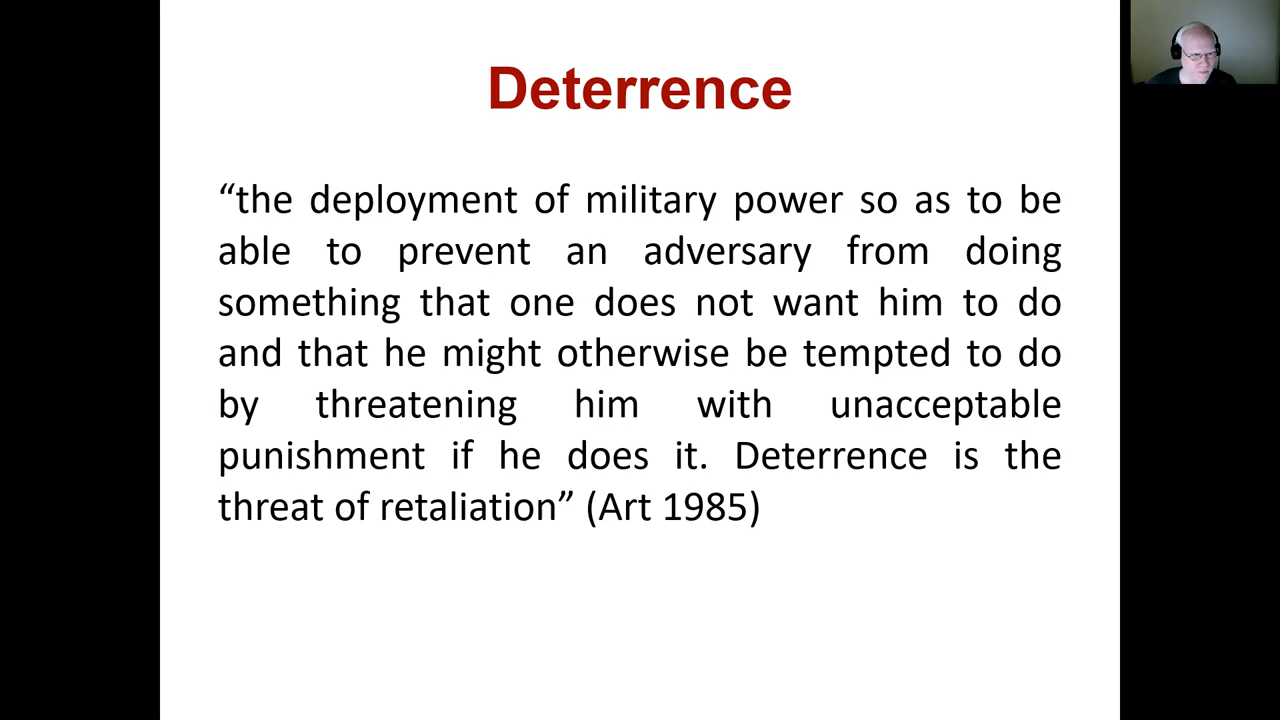 Deterrence
“the deployment of military power so as to be
able to prevent an adversary from doing
something that one does not want him to do
and that he might otherwise be tempted to do
by threatening him with unacceptable
punishment if he does it. Deterrence is the
threat of retaliation” (Art 1985)